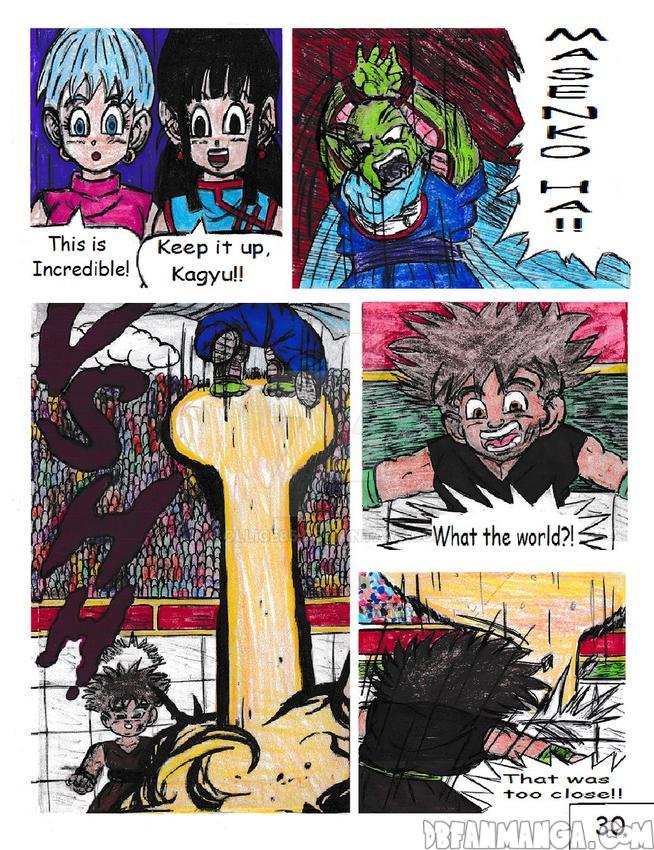 This is
Incredible!
Keep it up,
Kagyu!!
MASENKO HA!!
VSHHH!
What the world?!
That was
too close!!
30
DBFANMANGA.COM